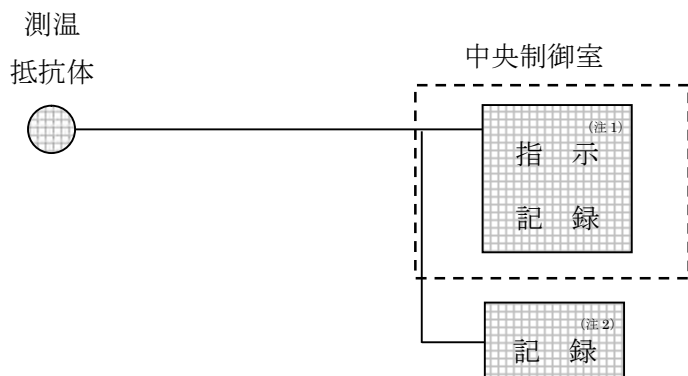 測温
抵抗体
中央制御室
(注1)
指 示
記 録
(注2)
記 録